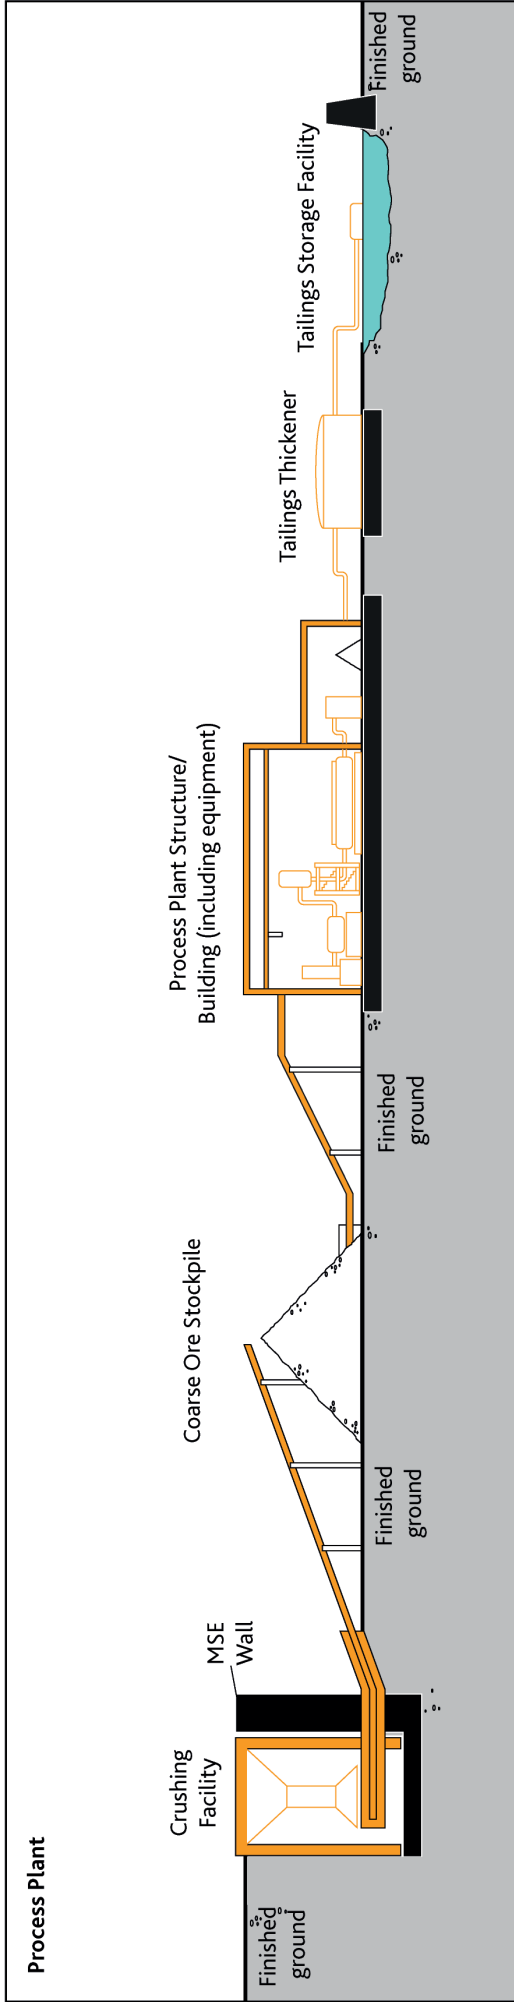 Process Plant
Finished
ground
Crushing
Facility
MSE
Wall
Finished
ground
Coarse Ore Stockpile
Finished
ground
Process Plant Structure/
Building (including equipment)
Tailings Thickener
Tailings Storage Facility
Finished
ground